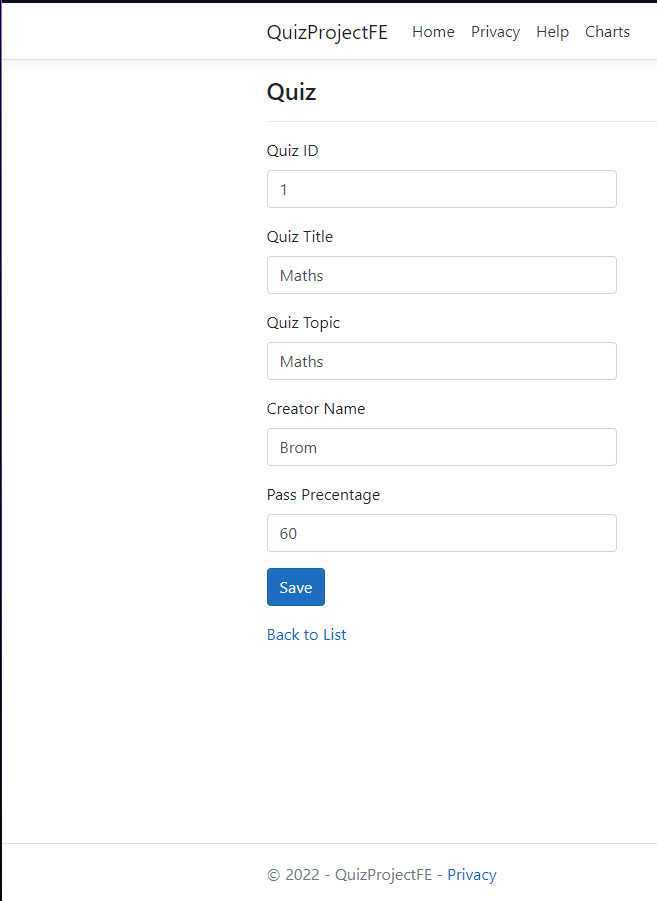 QuizProjectFE Home Privacy Help Charts
Quiz
Quiz ID
1
Quiz Title
Maths
Quiz Topic
Maths
Creator Name
Brom
Pass Precentage
60
Save
Back to List
© 2022 - QuizProjectFE - Privacy